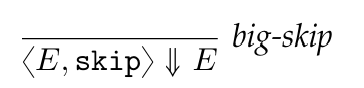 big-skip
⟨E, skip⟩ ⇓ E